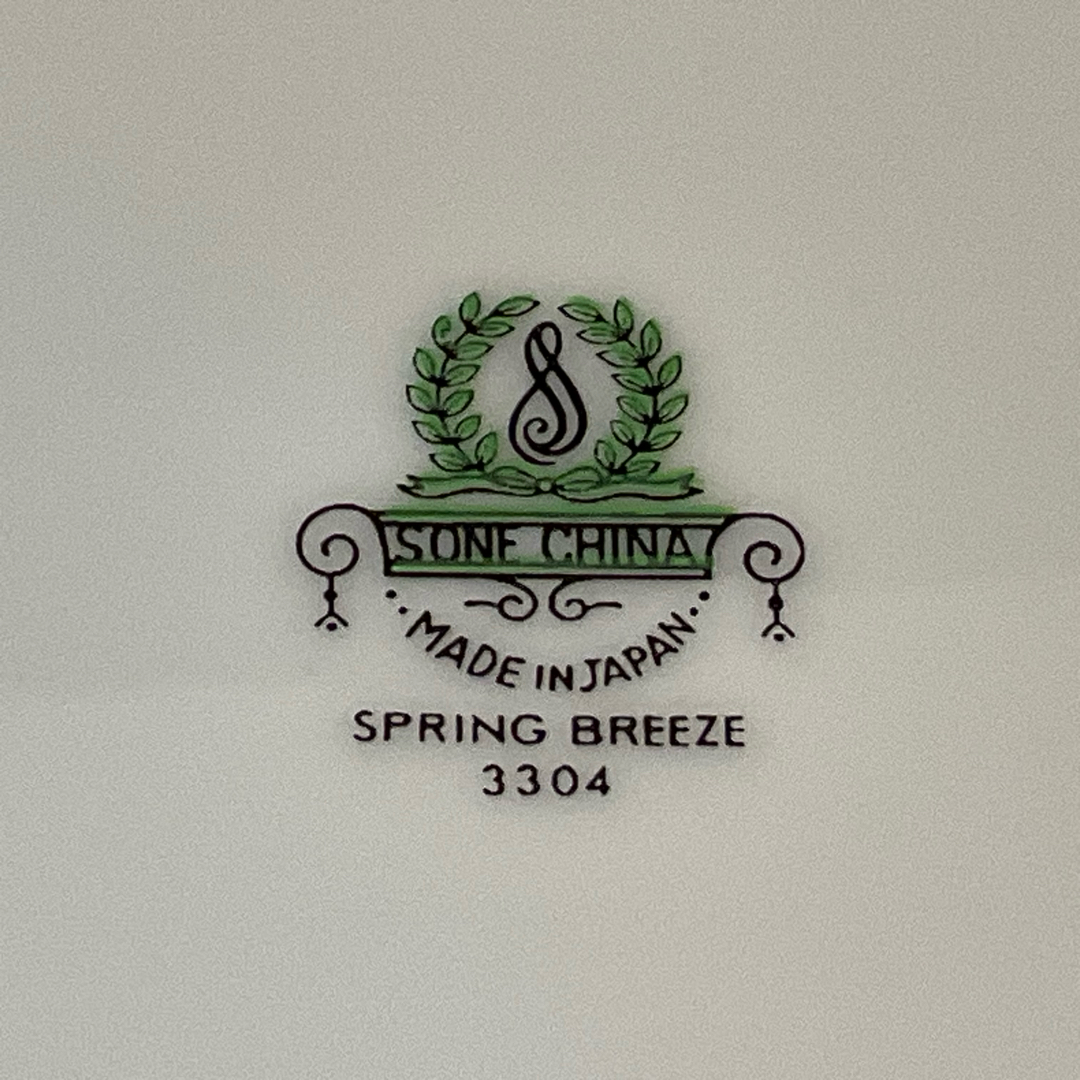 S
SONE CHINA
MADE IN JAPAN
SPRING BREEZE
3304